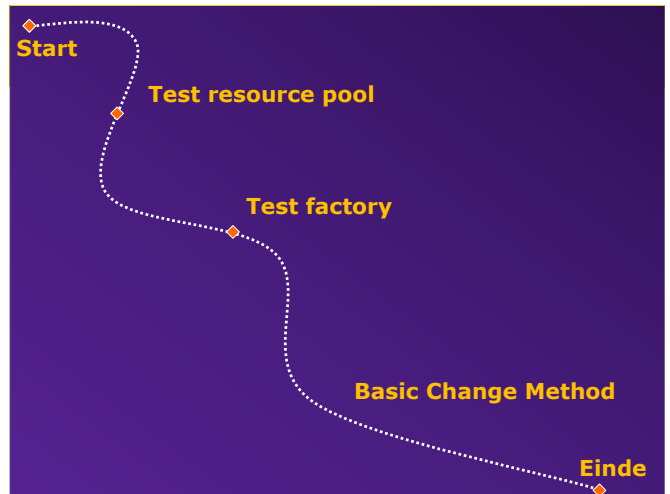 Start
Test resource pool
Test factory
Basic Change Method
Einde